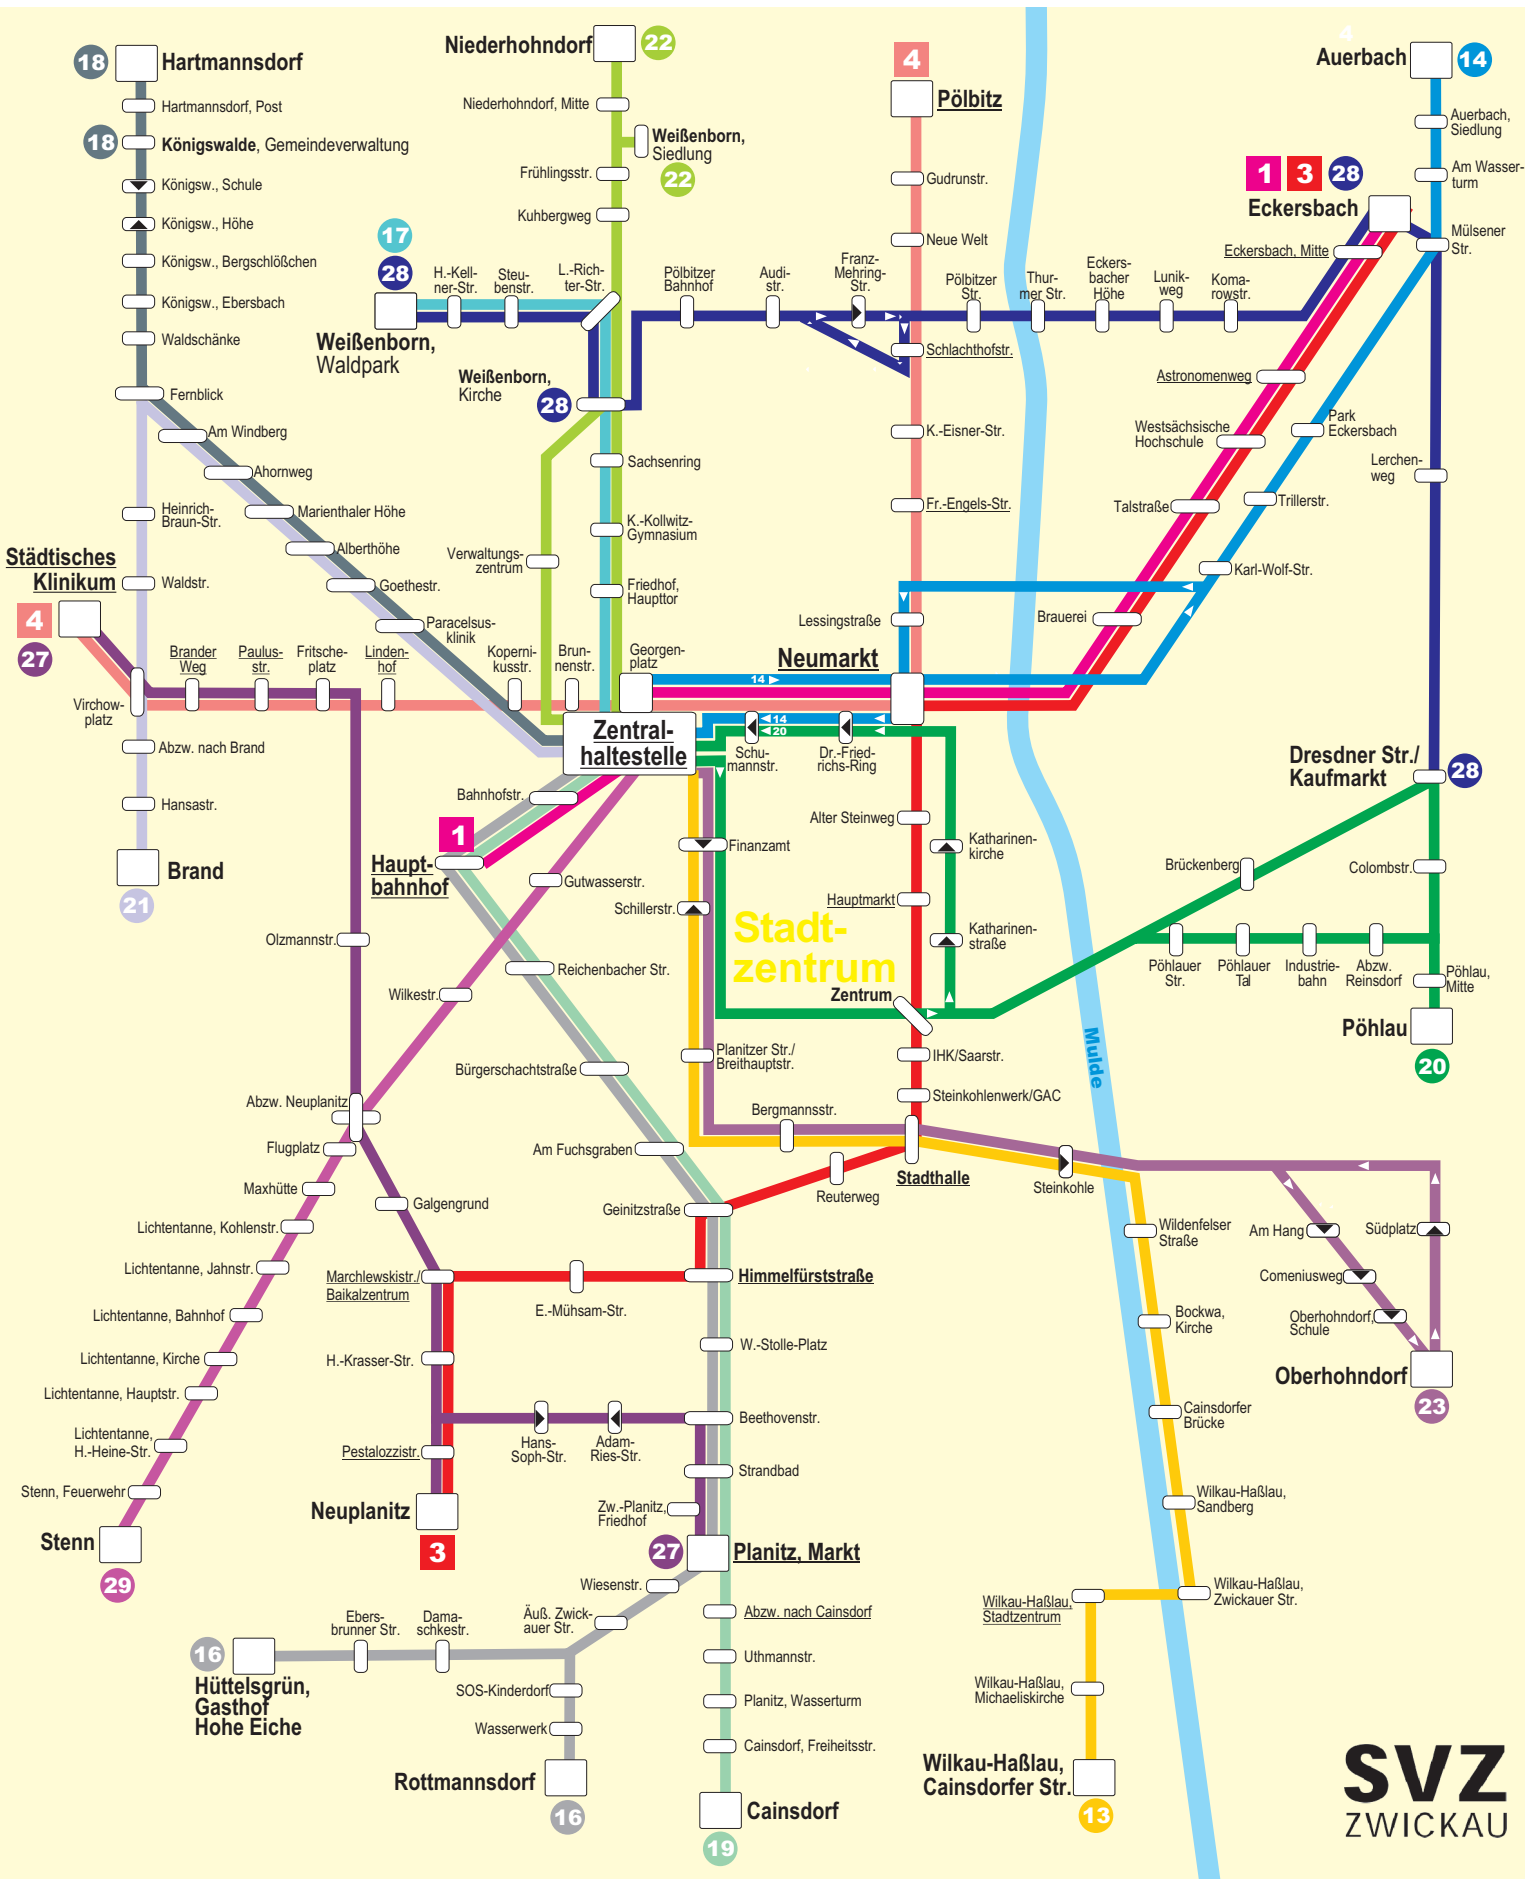 4
18
Hartmannsdorf
Hartmannsdorf, Post
18
Königswalde, Gemeindeverwaltung
Königsw., Schule
Königsw., Höhe
Königsw., Bergschlößchen
Königsw., Ebersbach
Waldschänke
Fernblick
Am Windberg
Ahornweg
Marienthaler Höhe
Alberthöhe
Goethestr.
Paracelsus-
klinik
Heinrich-
Braun-Str.
Waldstr.
Städtisches
Klinikum
4
27
Virchow-
platz
Brander
Weg
Paulus-
str.
Fritsche-
platz
Linden-
hof
Koperni-
kusstr.
Brun-
nenstr.
Georgen-
platz
Abzw. nach Brand
Hansastr.
Brand
21
Niederhohndorf
22
Niederhohndorf, Mitte
Weißenborn,
Siedlung
22
Frühlingsstr.
Kuhbergweg
17
28
H.-Kell-
ner-Str.
Steu-
benstr.
L.-Rich-
ter-Str.
Weißenborn,
Waldpark
Weißenborn,
Kirche
28
Sachsenring
K.-Kollwitz-
Gymnasium
Verwaltungs-
zentrum
Friedhof,
Haupttor
Pölbitzer
Bahnhof
Audi-
str.
Franz-
Mehring-
Str.
Pölbitzer
Str.
Thur-
mer Str.
Eckers-
bacher
Höhe
Lunik-
weg
Koma-
rowstr.
4
Pölbitz
Gudrunstr.
Neue Welt
Schlachthofstr.
K.-Eisner-Str.
Fr.-Engels-Str.
Lessingstraße
Neumarkt
14
14
20
Auerbach
14
Auerbach,
Siedlung
Am Wasser-
turm
Mülsener
Str.
1
3
28
Eckersbach
Eckersbach, Mitte
Astronomenweg
Westsächsische
Hochschule
Talstraße
Brauerei
Park
Eckersbach
Trillerstr.
Karl-Wolf-Str.
Lerchen-
weg
Dresdner Str./
Kaufmarkt
28
Brückenberg
Colombstr.
Pöhlauer
Str.
Pöhlauer
Tal
Industrie-
bahn
Abzw.
Reinsdorf
Pöhlau,
Mitte
Pöhlau
20
Zentral-
haltestelle
Schu-
mannstr.
Dr.-Fried-
richs-Ring
Bahnhofstr.
1
Haupt-
bahnhof
Gutwasserstr.
Finanzamt
Schillerstr.
Alter Steinweg
Katharinen-
kirche
Hauptmarkt
Katharinen-
straße
Stadt-
zentrum
Zentrum
Olzmannstr.
Reichenbacher Str.
Wilkestr.
Planitzer Str./
Breithauptstr.
IHK/Saarstr.
Steinkohlenwerk/GAC
Mulde
Bürgerschachtstraße
Abzw. Neuplanitz
Bergmannsstr.
Flugplatz
Am Fuchsgraben
Maxhütte
Galgengrund
Reuterweg
Stadthalle
Steinkohle
Geinitzstraße
Lichtentanne, Kohlenstr.
Lichtentanne, Jahnstr.
Lichtentanne, Bahnhof
Lichtentanne, Kirche
Lichtentanne, Hauptstr.
Lichtentanne,
H.-Heine-Str.
Stenn, Feuerwehr
Stenn
29
Marchlewskistr./
Baikalzentrum
E.-Mühsam-Str.
Himmelfürststraße
H.-Krasser-Str.
W.-Stolle-Platz
Hans-
Soph-Str.
Adam-
Ries-Str.
Beethovenstr.
Pestalozzistr.
Strandbad
Neuplanitz
3
Zw.-Planitz,
Friedhof
27
Planitz, Markt
Wildenfelser
Straße
Am Hang
Südplatz
Comeniusweg
Oberhohndorf,
Schule
Oberhohndorf
23
Bockwa,
Kirche
Cainsdorfer
Brücke
Wilkau-Haßlau,
Sandberg
Wilkau-Haßlau,
Zwickauer Str.
Wilkau-Haßlau,
Stadtzentrum
Wilkau-Haßlau,
Michaeliskirche
Wilkau-Haßlau,
Cainsdorfer Str.
13
Wiesenstr.
Äuß. Zwick-
auer Str.
Ebers-
brunner Str.
Dama-
schkestr.
16
Hüttelsgrün,
Gasthof
Hohe Eiche
SOS-Kinderdorf
Wasserwerk
Rottmannsdorf
16
Abzw. nach Cainsdorf
Uthmannstr.
Planitz, Wasserturm
Cainsdorf, Freiheitsstr.
Cainsdorf
19
SVZ
ZWICKAU